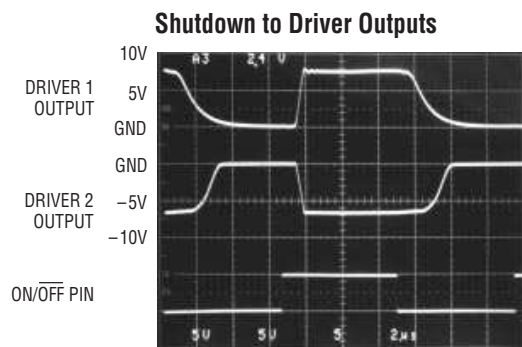 Shutdown to Driver Outputs
10V
A3 2.4 V
DRIVER 1
OUTPUT
5V
GND
GND
DRIVER 2
OUTPUT
–5V
–10V
ON/OFF PIN
5V 5V 5 2μs